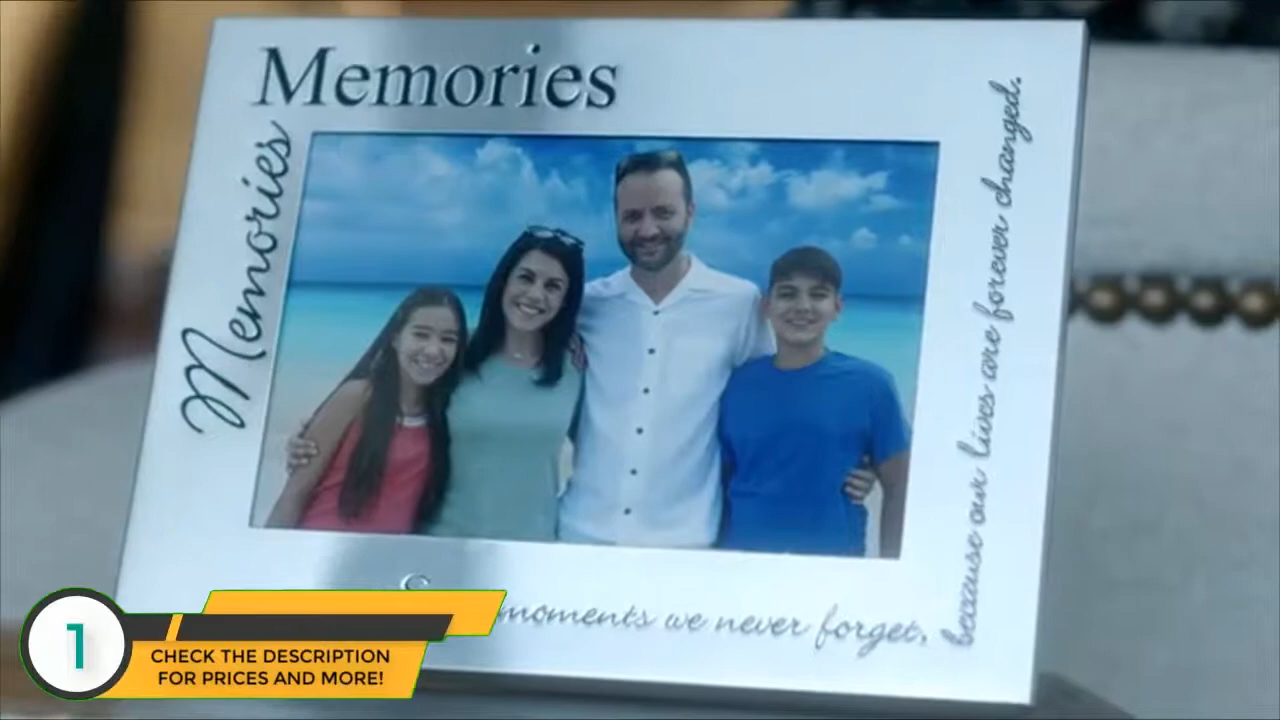 Memories
Memories
moments we never forget,
because our lives are forever changed.
1
CHECK THE DESCRIPTION
FOR PRICES AND MORE!